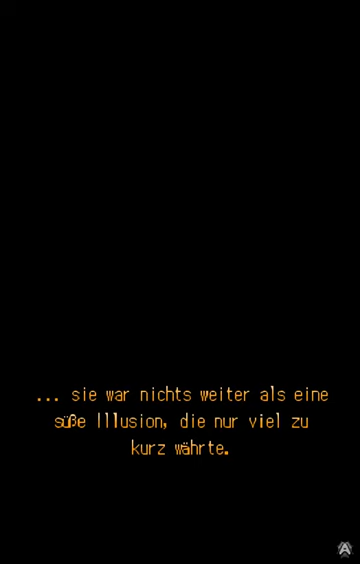 ... sie war nichts weiter als eine
süße Illusion, die nur viel zu
kurz währte.